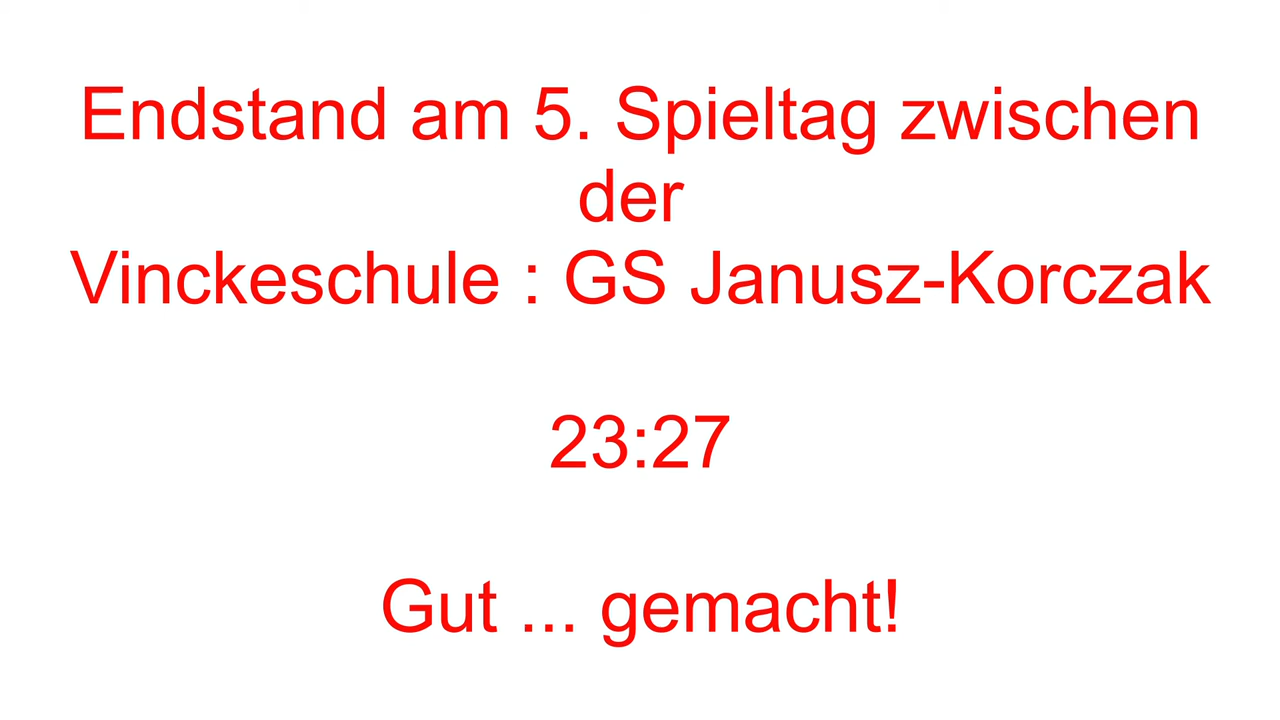 Endstand am 5. Spieltag zwischen
der
Vinckeschule : GS Janusz-Korczak
23:27
Gut ... gemacht!